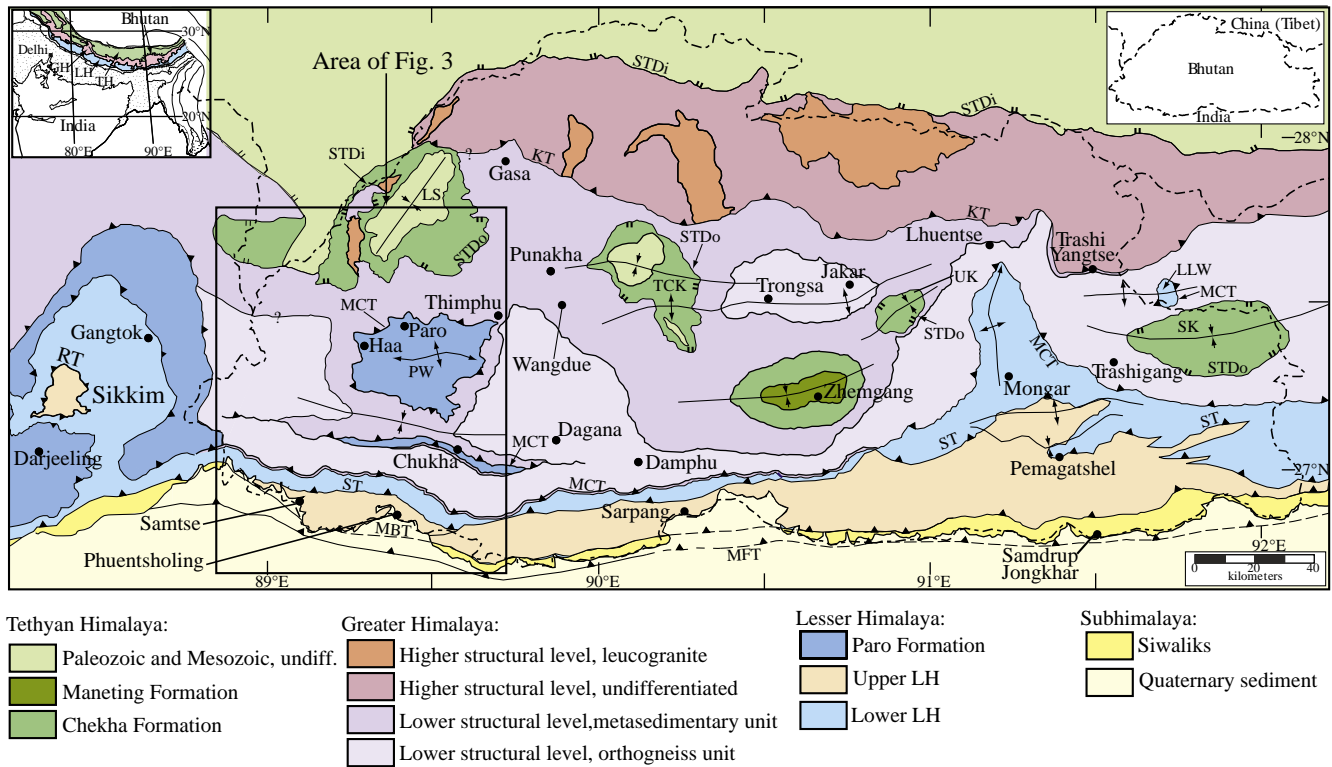 Bhutan
30°N
Delhi
GH
LH
TH
20°N
India
80°E
90°E
Area of Fig. 3
STDi
STDi
China (Tibet)
Bhutan
India
28°N
STDi
?
KT
Gasa
LS
KT
Lhuentse
Trashi
Yangtse
STDo
STDo
Punakha
Jakar
UK
LLW
MCT
TCK
Trongsa
MCT
Thimphu
?
Gangtok
Paro
Haa
STDo
SK
RT
PW
Wangdue
MCT
Trashigang
STDo
Sikkim
Zhemgang
Mongar
Dagana
ST
ST
Darjeeling
MCT
Chukha
Damphu
Pemagatshel
27°N
ST
MCT
Samtse
Sarpang
MBT
Phuentsholing
MFT
Samdrup
Jongkhar
92°E
0
20
40
kilometers
89°E
90°E
91°E
Tethyan Himalaya:
Paleozoic and Mesozoic, undiff.
Maneting Formation
Chekha Formation
Greater Himalaya:
Higher structural level, leucogranite
Higher structural level, undifferentiated
Lower structural level,metasedimentary unit
Lower structural level, orthogneiss unit
Lesser Himalaya:
Paro Formation
Upper LH
Lower LH
Subhimalaya:
Siwaliks
Quaternary sediment